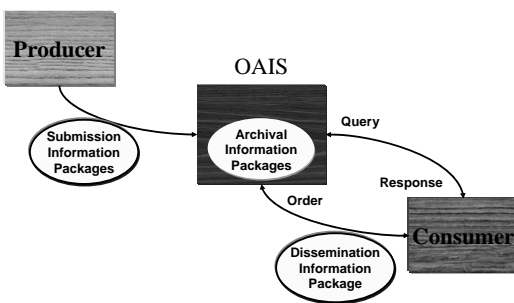 Producer
OAIS
Submission
Information
Packages
Archival
Information
Packages
Query
Response
Order
Consumer
Dissemination
Information
Package